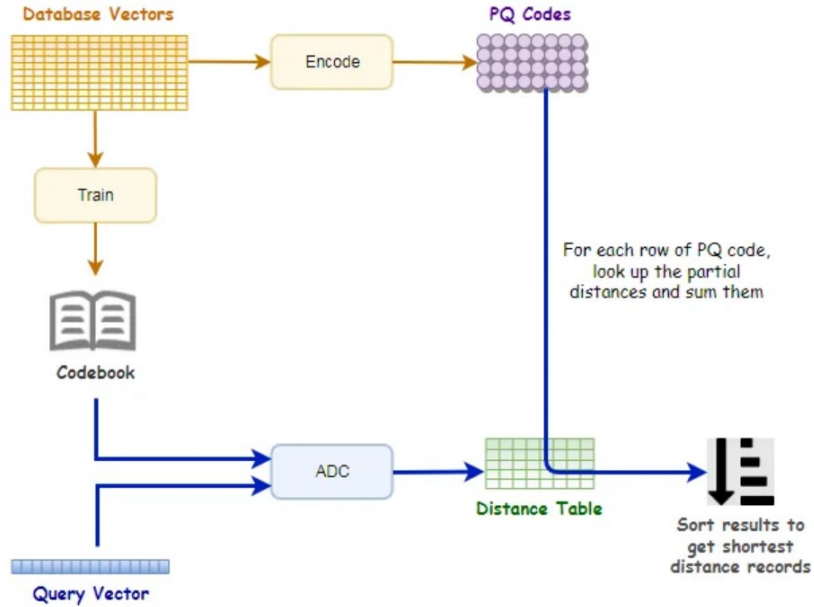 Database Vectors
PQ Codes
Encode
Train
For each row of PQ code,
look up the partial
distances and sum them
Codebook
ADC
Distance Table
Sort results to
get shortest
distance records
Query Vector